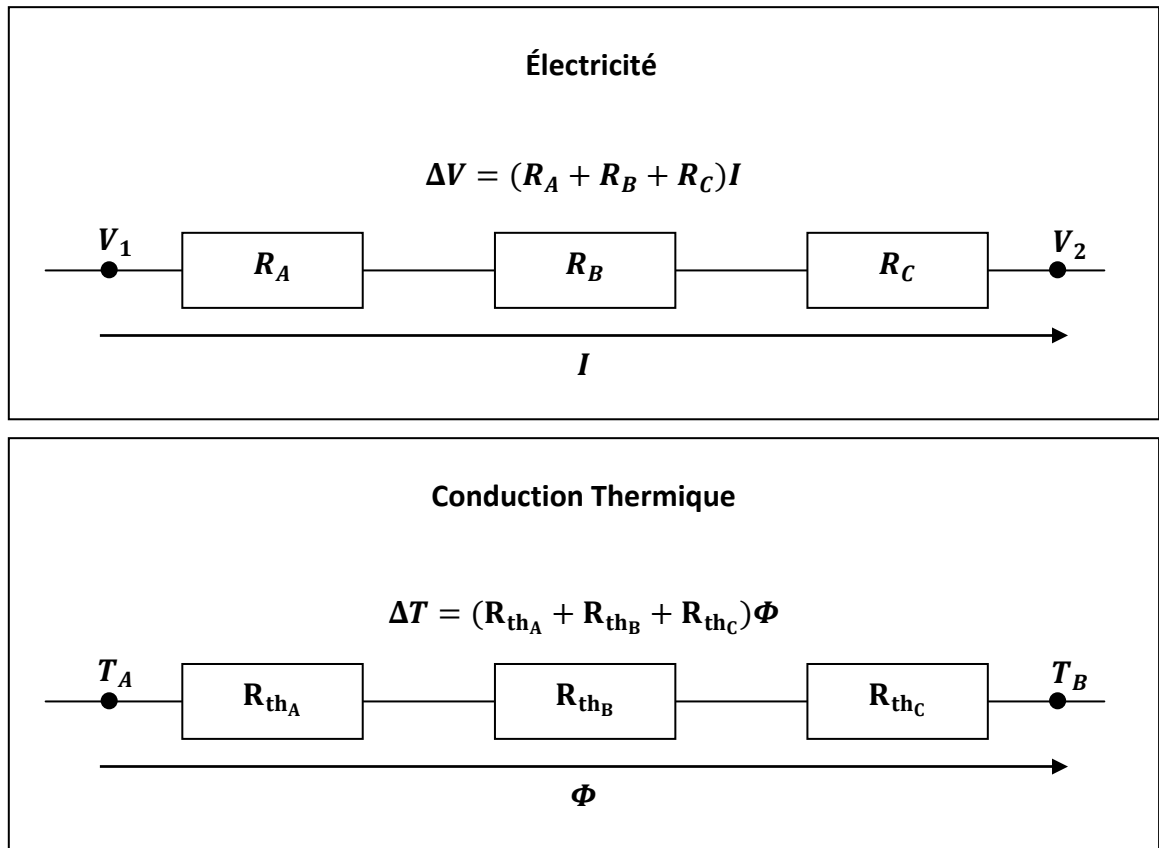 Électricité
ΔV = (R_A + R_B + R_C)I
V_1 R_A R_B R_C V_2
I
Conduction Thermique
ΔT = (R_th_A + R_th_B + R_th_C)Φ
T_A R_th_A R_th_B R_th_C T_B
Φ